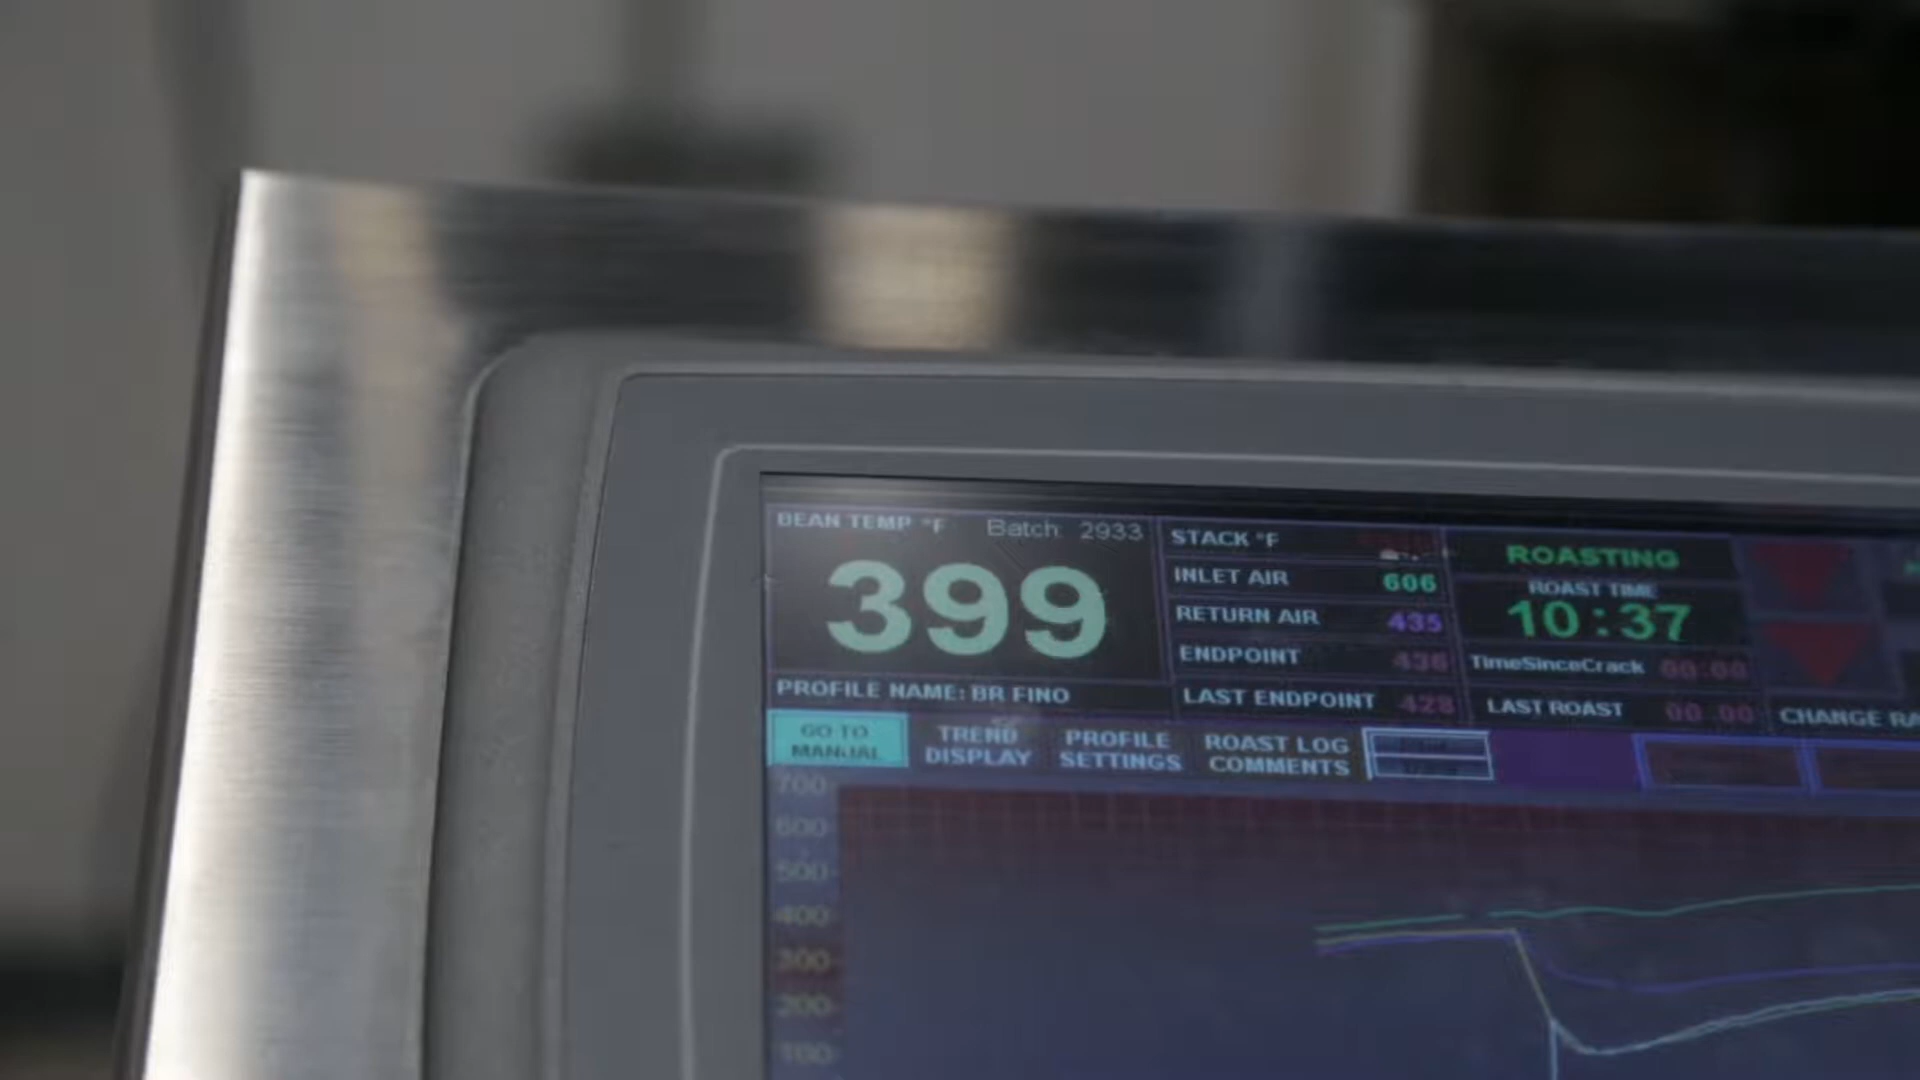 BEAN TEMP °F Batch: 2933
399
PROFILE NAME: BR FINO
STACK °F
INLET AIR 606
RETURN AIR 435
ENDPOINT 436
LAST ENDPOINT 428
ROASTING
ROAST TIME
10:37
TimeSinceCrack 00:00
LAST ROAST 00:00
CHANGE RA
GO TO
MANUAL
TREND
DISPLAY
PROFILE
SETTINGS
ROAST LOG
COMMENTS
700
600
500
400
300
200
100